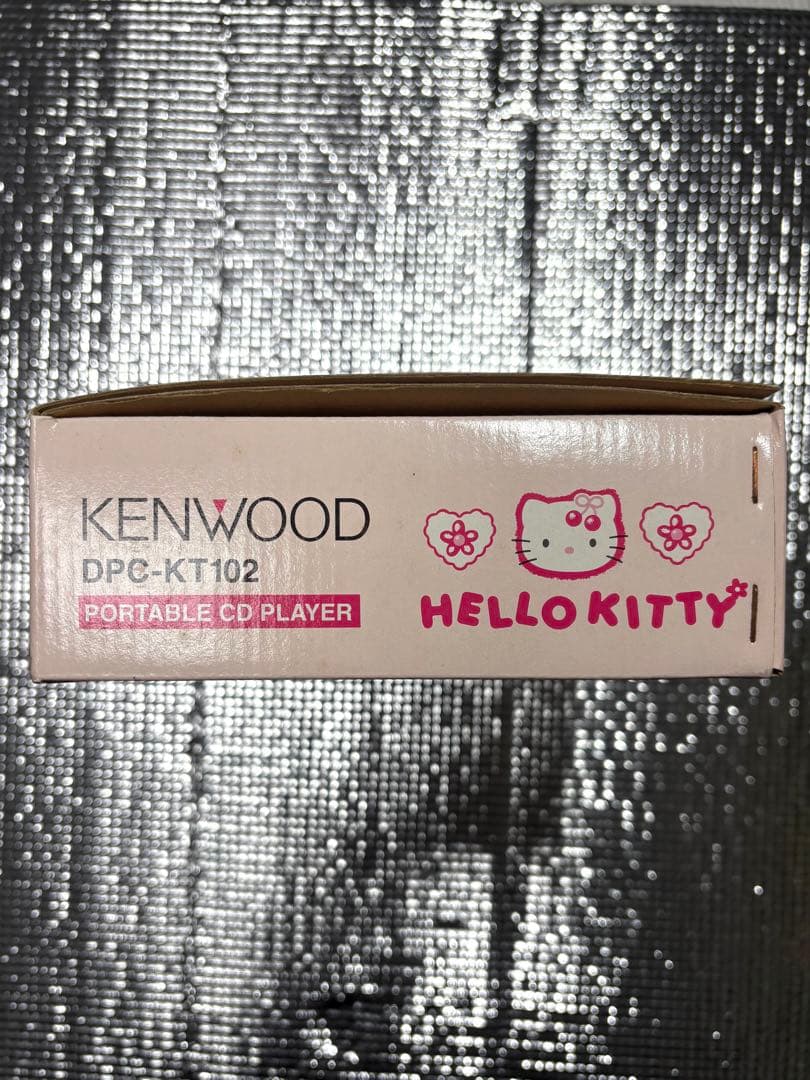 KENWOOD
DPC-KT102
PORTABLE CD PLAYER
HELLO KITTY